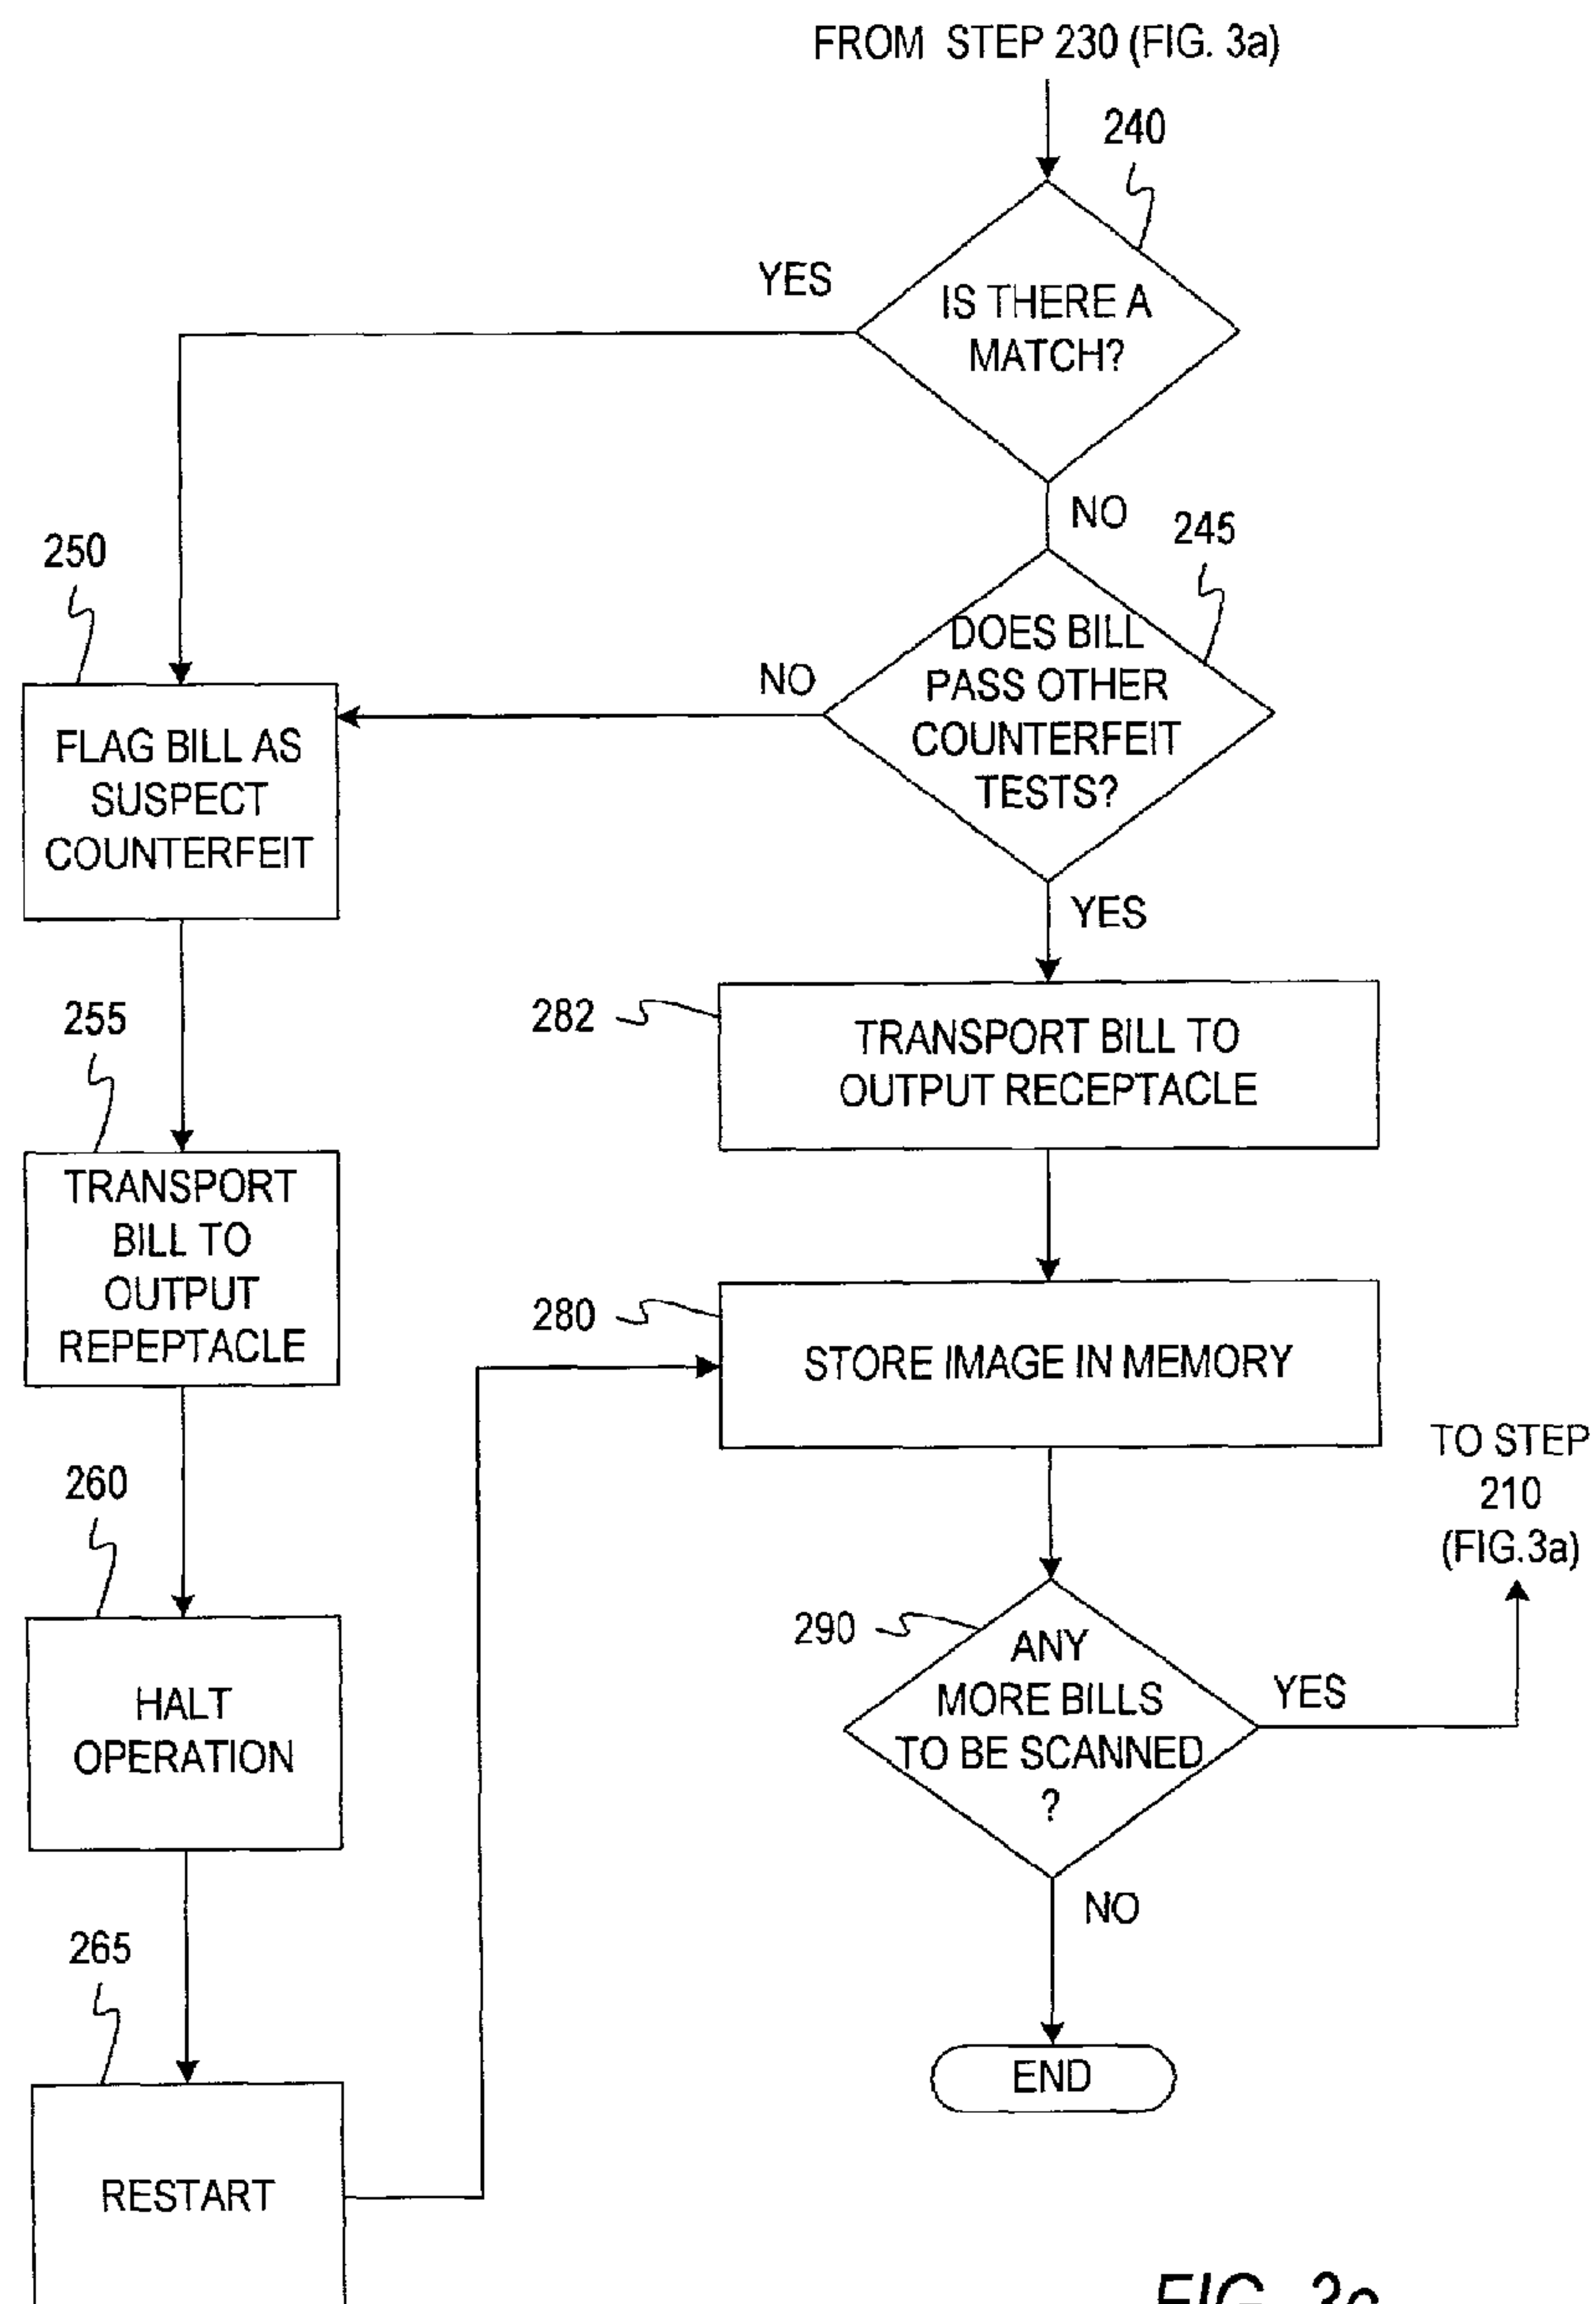 FROM STEP 230 (FIG. 3a)
240
YES
IS THERE A
MATCH?
NO
245
250
DOES BILL
PASS OTHER
COUNTERFEIT
TESTS?
NO
FLAG BILL AS
SUSPECT
COUNTERFEIT
YES
255
282
TRANSPORT BILL TO
OUTPUT RECEPTACLE
TRANSPORT
BILL TO
OUTPUT
REPEPTACLE
280
STORE IMAGE IN MEMORY
TO STEP
210
(FIG.3a)
260
290
ANY
MORE BILLS
TO BE SCANNED
?
YES
HALT
OPERATION
NO
265
END
RESTART
FIG. 3c